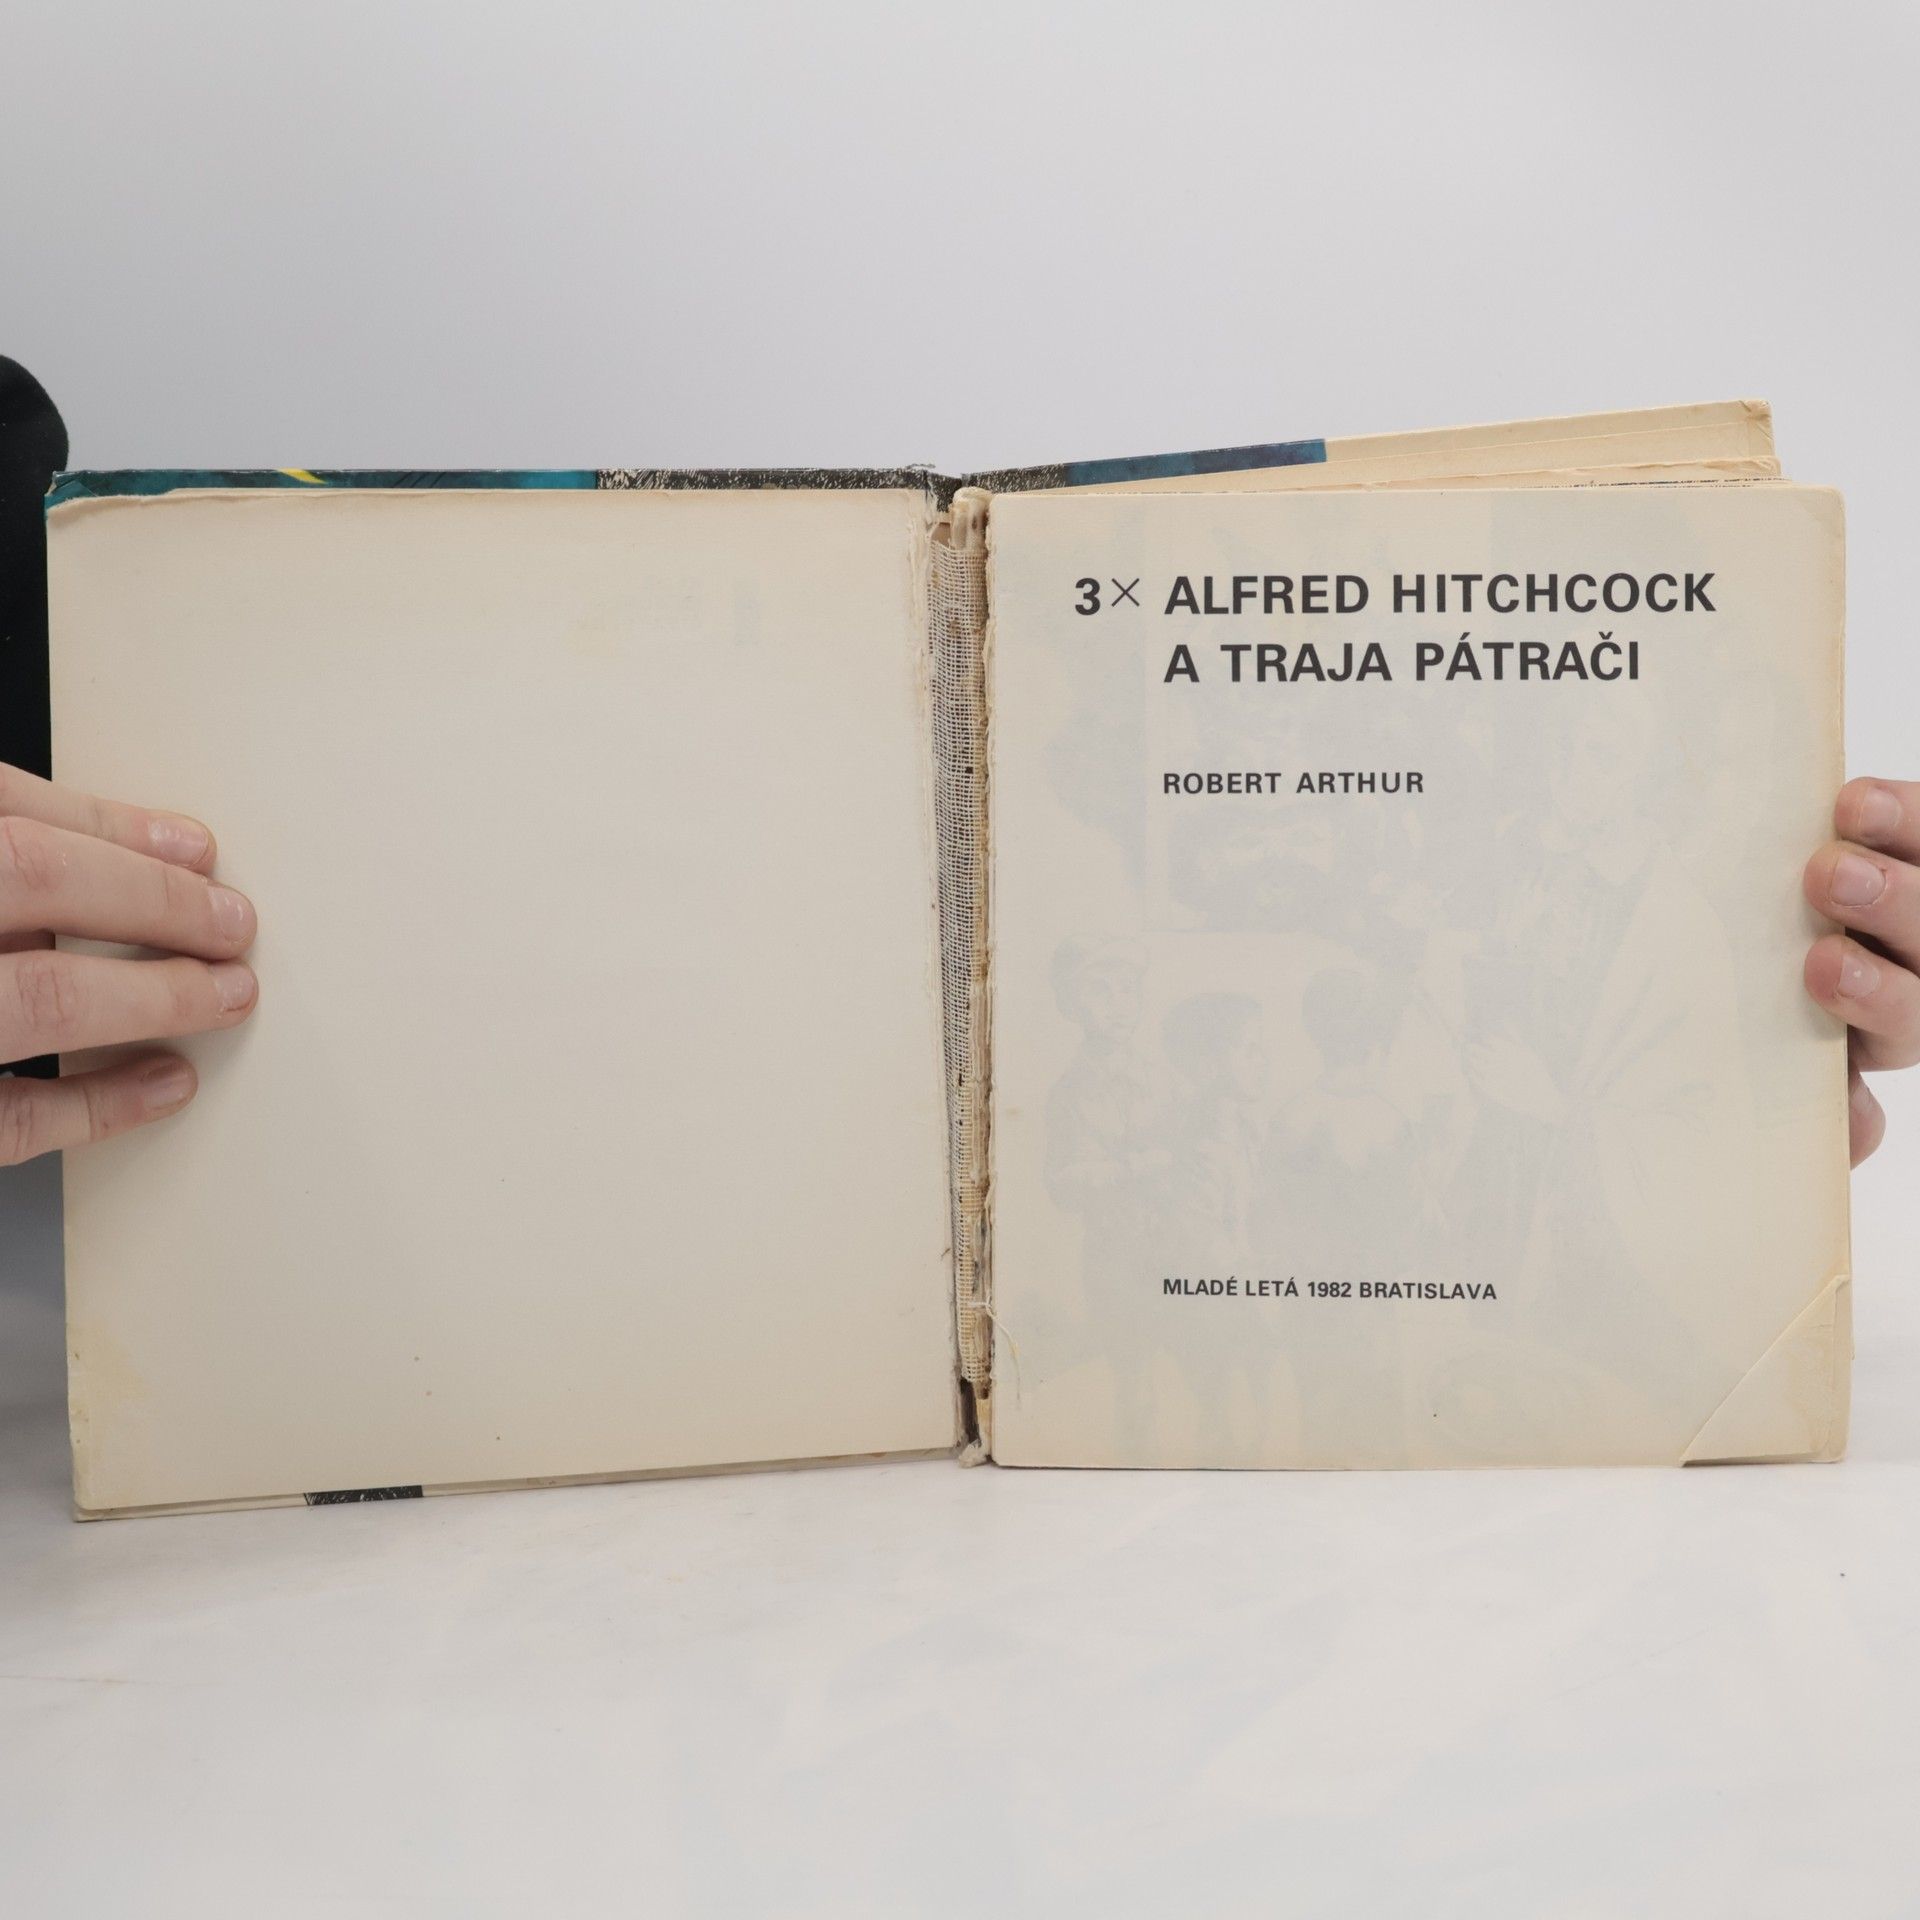 3× ALFRED HITCHCOCK
A TRAJA PÁTRAČI
ROBERT ARTHUR
MLADÉ LETÁ 1982 BRATISLAVA